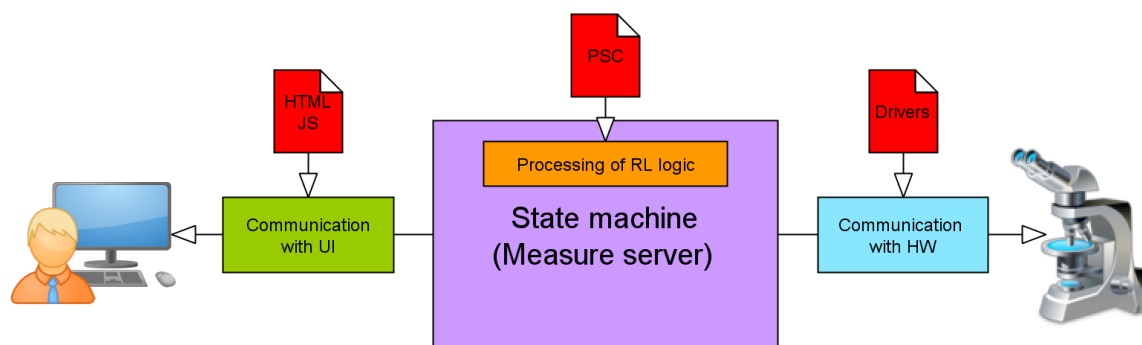 PSC
HTML
JS
Drivers
Processing of RL logic
Communication
with UI
State machine
(Measure server)
Communication
with HW